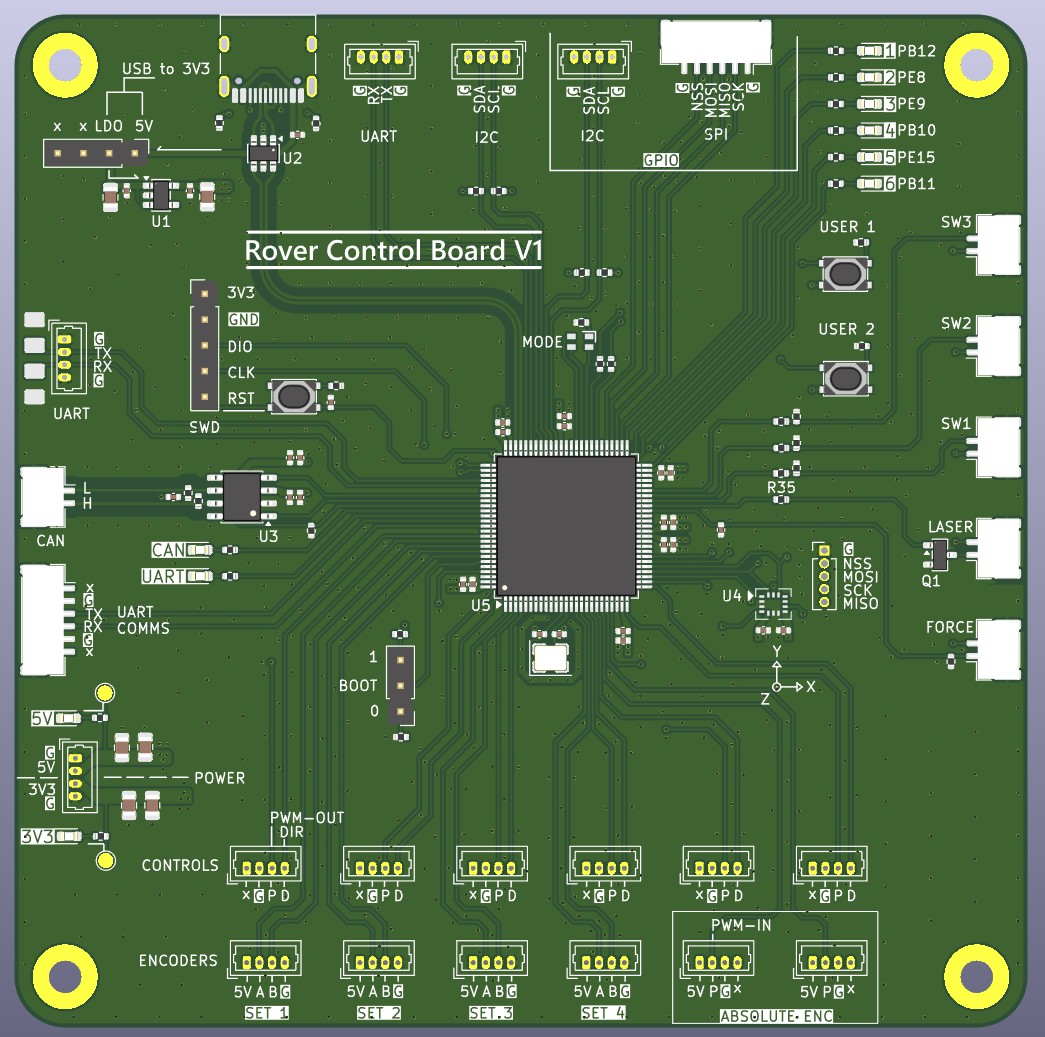 USB to 3V3
x x LDO 5V
U2
U1
G RX TX G
UART
G SDA SCL G
I2C
G SDA SCL G
I2C
G NSS MOSI MISO SCK G
SPI
GPIO
1 PB12
2 PE8
3 PE9
4 PB10
5 PE15
6 PB11
Rover Control Board V1
USER 1
USER 2
SW3
SW2
SW1
3V3
GND
DIO
CLK
RST
SWD
MODE
G
TX
RX
G
UART
L
H
CAN
U3
CAN
UART
R35
LASER
Q1
FORCE
G
NSS
MOSI
SCK
MISO
U4
U5
Y
X
Z
x
G
TX
RX
G
x
UART
COMMS
1
BOOT
0
5V
G
5V
3V3
G
POWER
3V3
PWM-OUT
DIR
CONTROLS
x G P D
x G P D
x G P D
x G P D
x G P D
x G P D
PWM-IN
ENCODERS
5V A B G
5V A B G
5V A B G
5V A B G
5V P G x
5V P G x
SET 1
SET 2
SET 3
SET 4
ABSOLUTE ENC